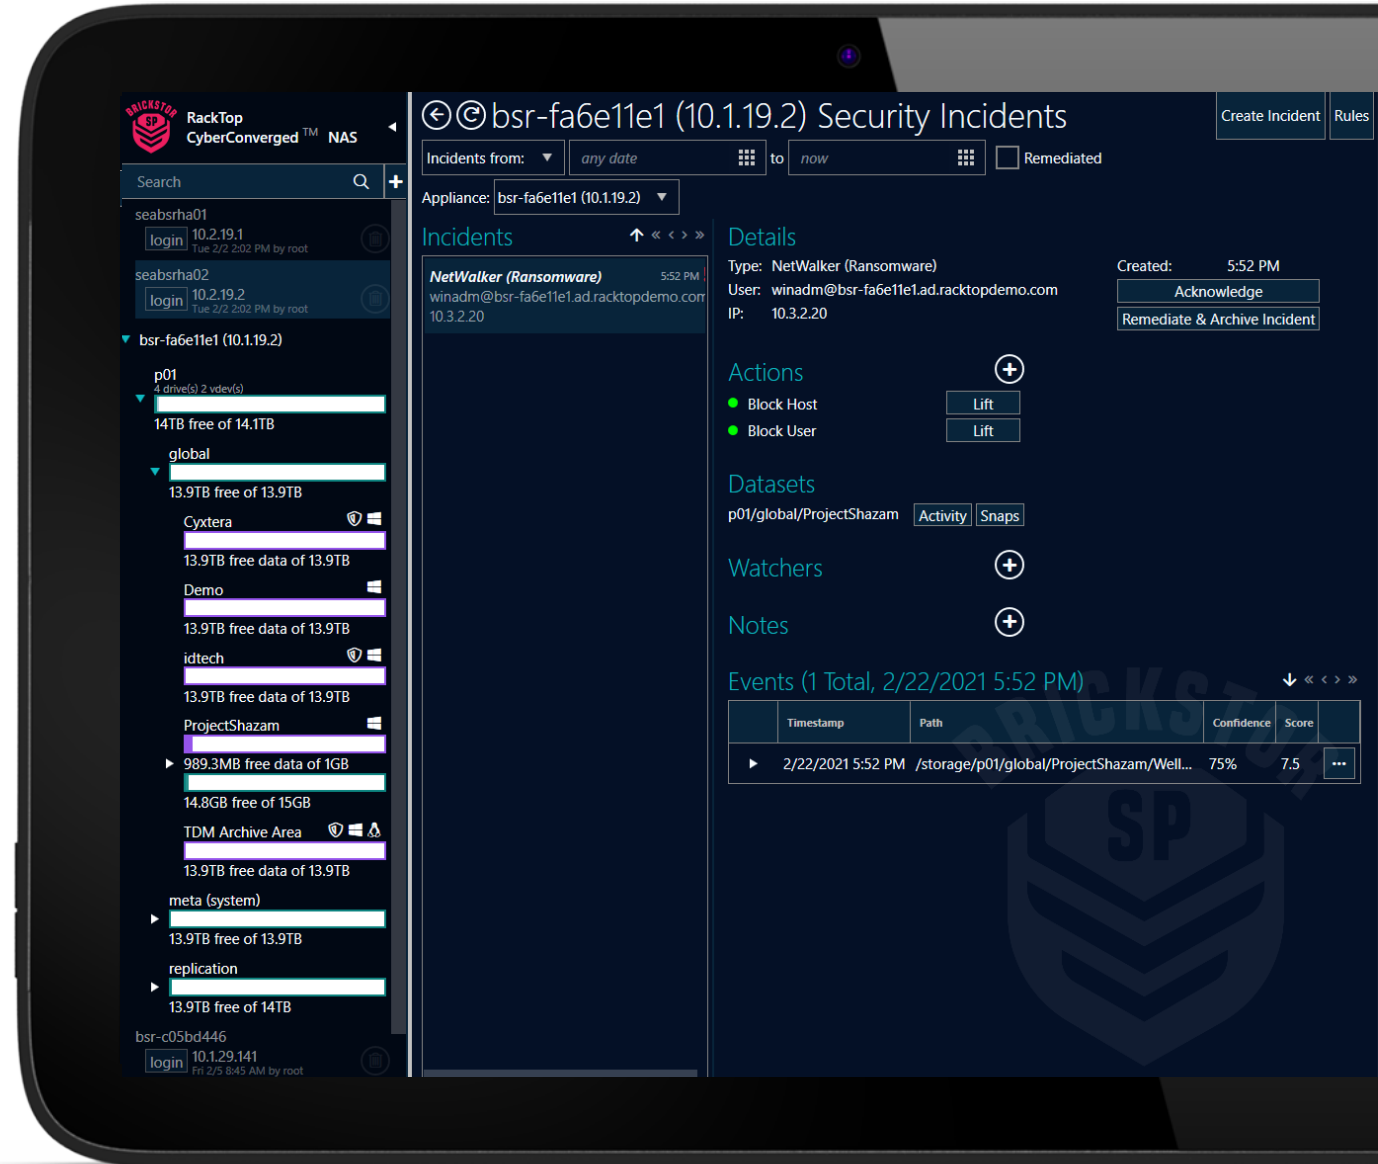 BRICKSTOR
SP
RackTop
CyberConverged TM NAS
Search
seabsrha01
login 10.2.19.1
Tue 2/2 2:02 PM by root
seabsrha02
login 10.2.19.2
Tue 2/2 2:02 PM by root
bsr-fa6e11e1 (10.1.19.2)
p01
4 drive(s) 2 vdev(s)
14TB free of 14.1TB
global
13.9TB free of 13.9TB
Cyxtera
13.9TB free data of 13.9TB
Demo
13.9TB free data of 13.9TB
idtech
13.9TB free data of 13.9TB
ProjectShazam
989.3MB free data of 1GB
14.8GB free of 15GB
TDM Archive Area
13.9TB free data of 13.9TB
meta (system)
13.9TB free of 13.9TB
replication
13.9TB free of 14TB
bsr-c05bd446
login 10.1.29.141
Fri 2/5 8:45 AM by root
bsr-fa6e11e1 (10.1.19.2) Security Incidents
Create Incident Rules
Incidents from: any date to now Remediated
Appliance: bsr-fa6e11e1 (10.1.19.2)
Incidents
NetWalker (Ransomware) 5:52 PM
winadm@bsr-fa6e11e1.ad.racktopdemo.com
10.3.2.20
Details
Type: NetWalker (Ransomware)
User: winadm@bsr-fa6e11e1.ad.racktopdemo.com
IP: 10.3.2.20
Created: 5:52 PM
Acknowledge
Remediate & Archive Incident
Actions
Block Host Lift
Block User Lift
Datasets
p01/global/ProjectShazam Activity Snaps
Watchers
Notes
Events (1 Total, 2/22/2021 5:52 PM)
Timestamp Path Confidence Score
2/22/2021 5:52 PM /storage/p01/global/ProjectShazam/Well... 75% 7.5 ...
BRICKSTOR
SP